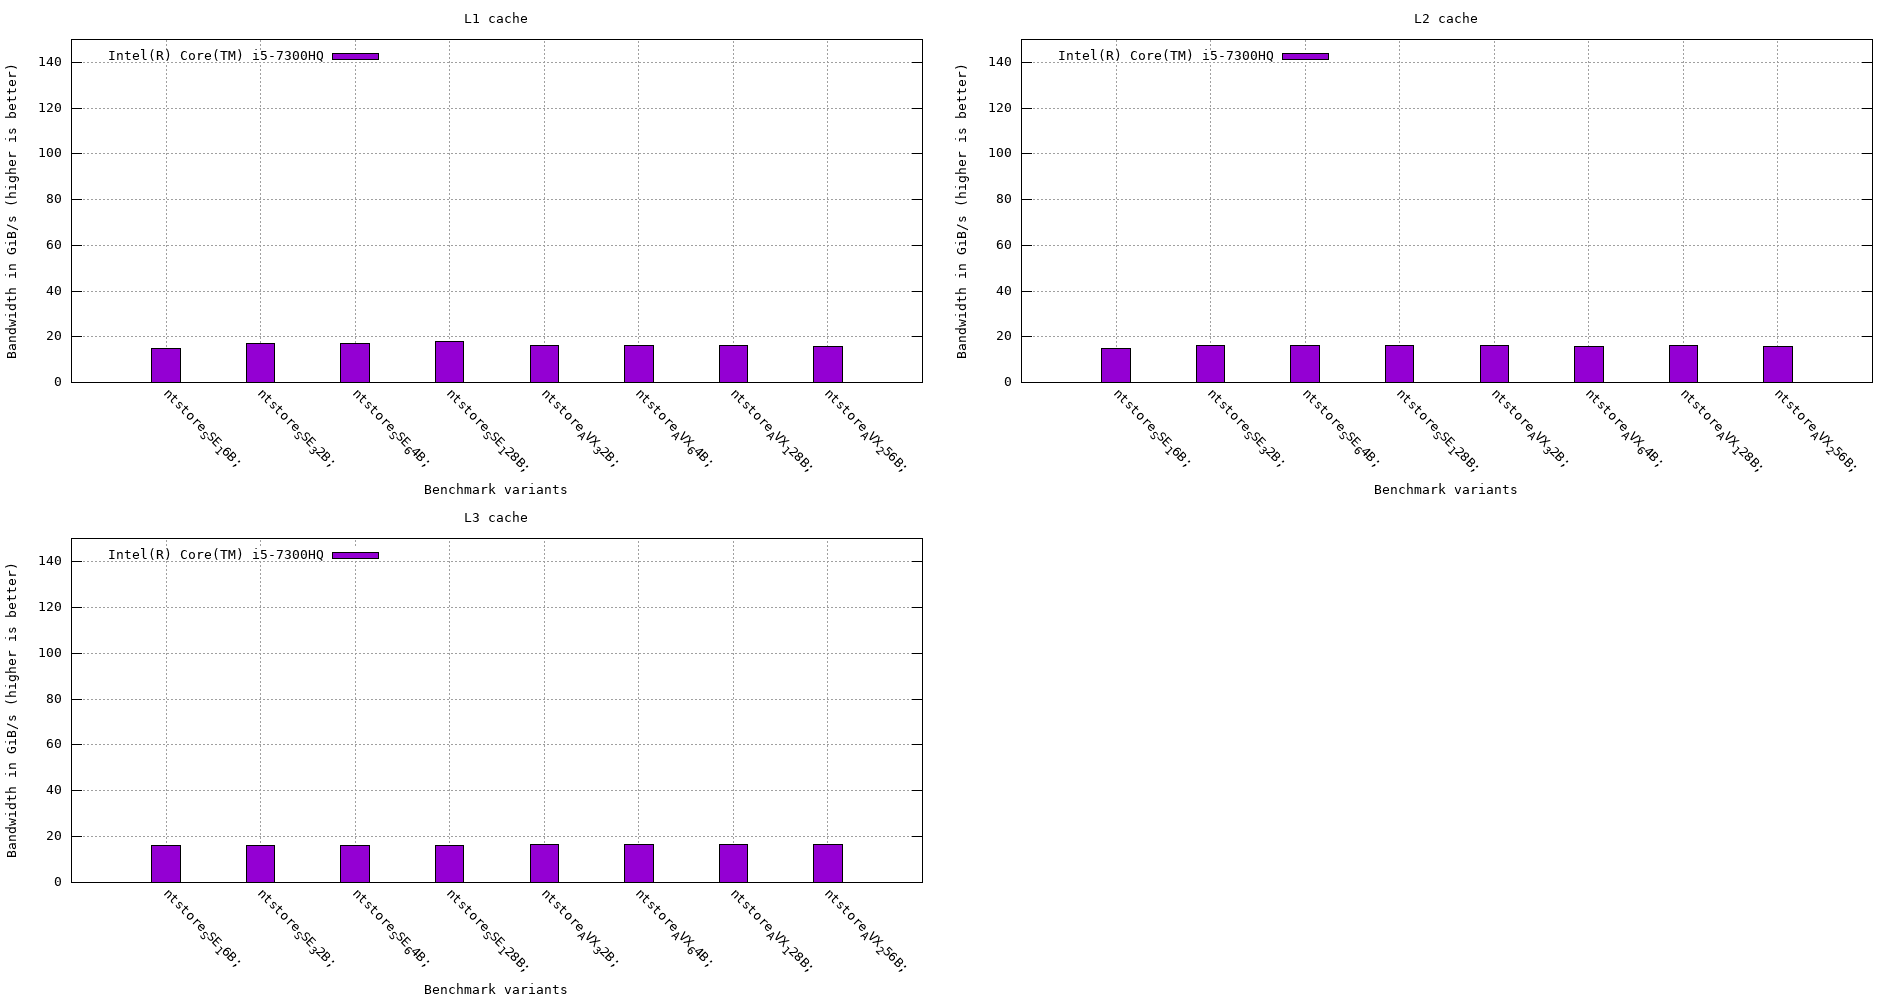 L1 cache
Intel(R) Core(TM) i5-7300HQ
Bandwidth in GiB/s (higher is better)
140
120
100
80
60
40
20
0
ntstore_SSE_16B;
ntstore_SSE_32B;
ntstore_SSE_64B;
ntstore_SSE_128B;
ntstore_AVX_32B;
ntstore_AVX_64B;
ntstore_AVX_128B;
ntstore_AVX_256B;
Benchmark variants
L2 cache
Intel(R) Core(TM) i5-7300HQ
Bandwidth in GiB/s (higher is better)
140
120
100
80
60
40
20
0
ntstore_SSE_16B;
ntstore_SSE_32B;
ntstore_SSE_64B;
ntstore_SSE_128B;
ntstore_AVX_32B;
ntstore_AVX_64B;
ntstore_AVX_128B;
ntstore_AVX_256B;
Benchmark variants
L3 cache
Intel(R) Core(TM) i5-7300HQ
Bandwidth in GiB/s (higher is better)
140
120
100
80
60
40
20
0
ntstore_SSE_16B;
ntstore_SSE_32B;
ntstore_SSE_64B;
ntstore_SSE_128B;
ntstore_AVX_32B;
ntstore_AVX_64B;
ntstore_AVX_128B;
ntstore_AVX_256B;
Benchmark variants